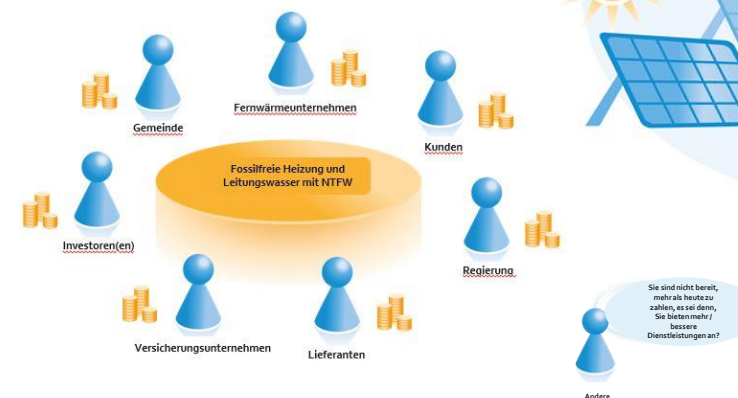 Fernwärmeunternehmen
Gemeinde
Kunden
Fossilfreie Heizung und
Leitungswasser mit NTFW
Investoren(en)
Regierung
Versicherungsunternehmen
Lieferanten
Sie sind nicht bereit,
mehr als heute zu
zahlen, es sei denn,
Sie bieten mehr /
bessere
Dienstleistungen an?
Andere